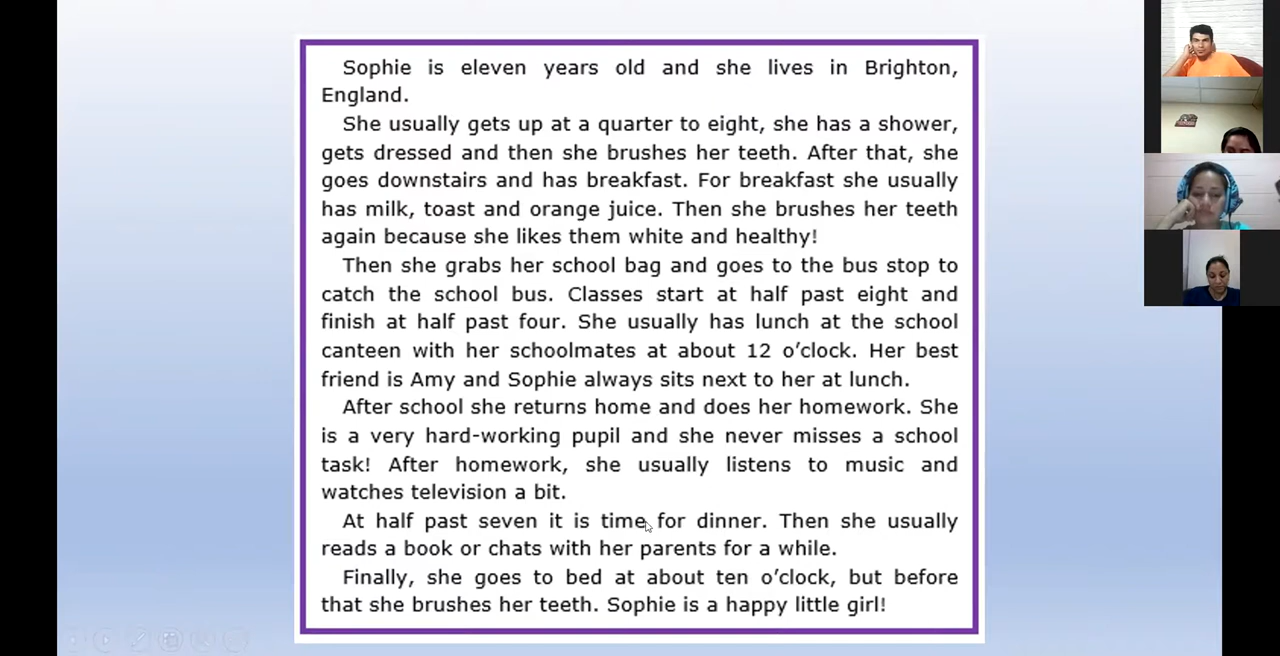 Sophie is eleven years old and she lives in Brighton,
England.
She usually gets up at a quarter to eight, she has a shower,
gets dressed and then she brushes her teeth. After that, she
goes downstairs and has breakfast. For breakfast she usually
has milk, toast and orange juice. Then she brushes her teeth
again because she likes them white and healthy!
Then she grabs her school bag and goes to the bus stop to
catch the school bus. Classes start at half past eight and
finish at half past four. She usually has lunch at the school
canteen with her schoolmates at about 12 o’clock. Her best
friend is Amy and Sophie always sits next to her at lunch.
After school she returns home and does her homework. She
is a very hard-working pupil and she never misses a school
task! After homework, she usually listens to music and
watches television a bit.
At half past seven it is time for dinner. Then she usually
reads a book or chats with her parents for a while.
Finally, she goes to bed at about ten o’clock, but before
that she brushes her teeth. Sophie is a happy little girl!